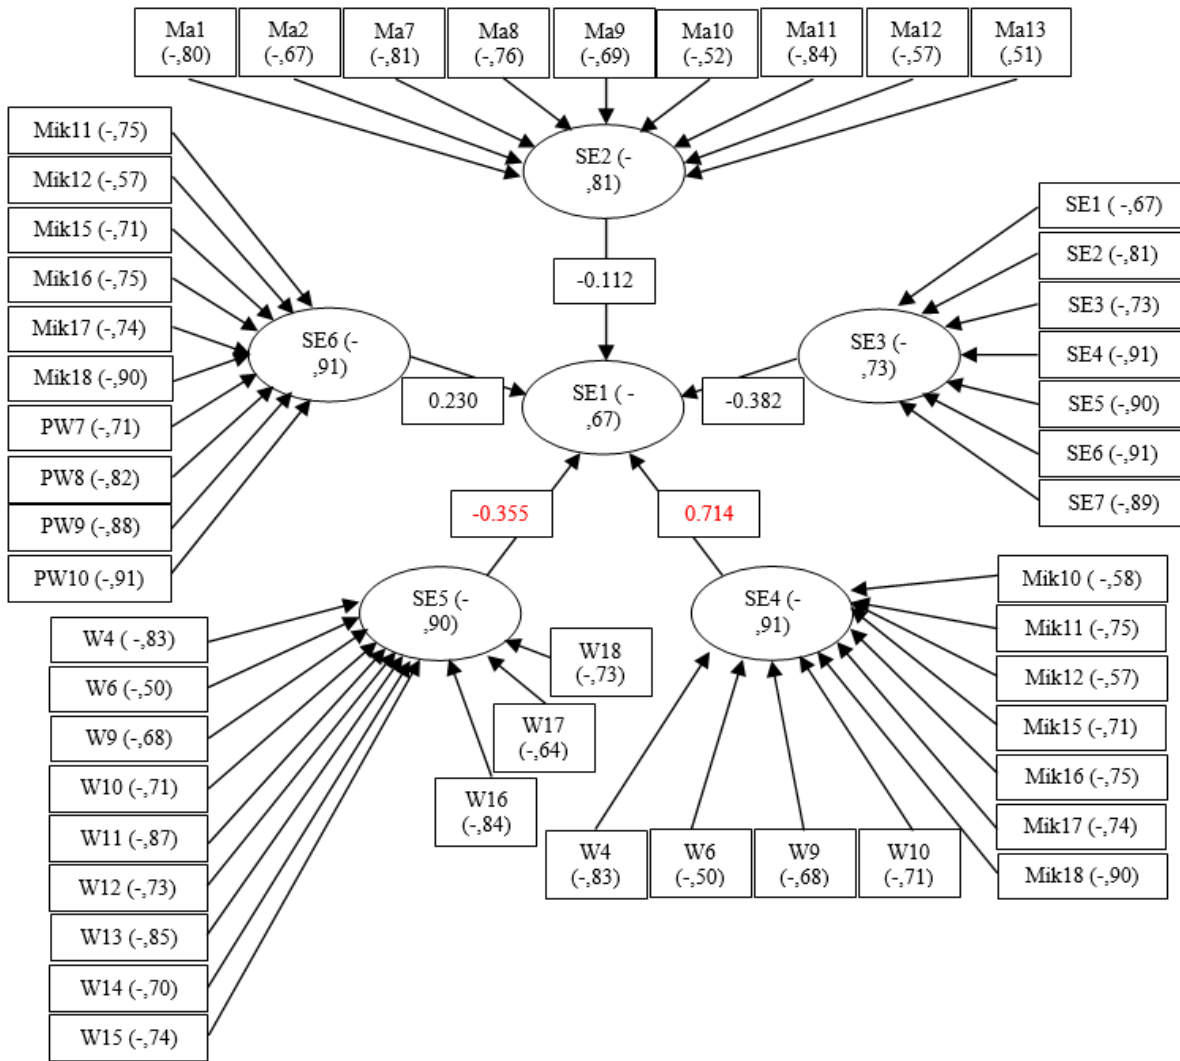 Ma1
(-,80)
Ma2
(-,67)
Ma7
(-,81)
Ma8
(-,76)
Ma9
(-,69)
Ma10
(-,52)
Ma11
(-,84)
Ma12
(-,57)
Ma13
(,51)
SE2 (-
,81)
Mik11 (-,75)
Mik12 (-,57)
Mik15 (-,71)
Mik16 (-,75)
Mik17 (-,74)
Mik18 (-,90)
PW7 (-,71)
PW8 (-,82)
PW9 (-,88)
PW10 (-,91)
SE6 (-
,91)
-0.112
SE1 ( -,67)
SE2 (-,81)
SE3 (-,73)
SE4 (-,91)
SE5 (-,90)
SE6 (-,91)
SE7 (-,89)
SE3 (-
,73)
0.230
SE1 ( -
,67)
-0.382
-0.355
0.714
SE5 (-
,90)
SE4 (-
,91)
W4 ( -,83)
W6 (-,50)
W9 (-,68)
W10 (-,71)
W11 (-,87)
W12 (-,73)
W13 (-,85)
W14 (-,70)
W15 (-,74)
W18
(-,73)
W17
(-,64)
W16
(-,84)
W4
(-,83)
W6
(-,50)
W9
(-,68)
W10
(-,71)
Mik10 ( -,58)
Mik11 (-,75)
Mik12 (-,57)
Mik15 (-,71)
Mik16 (-,75)
Mik17 (-,74)
Mik18 (-,90)